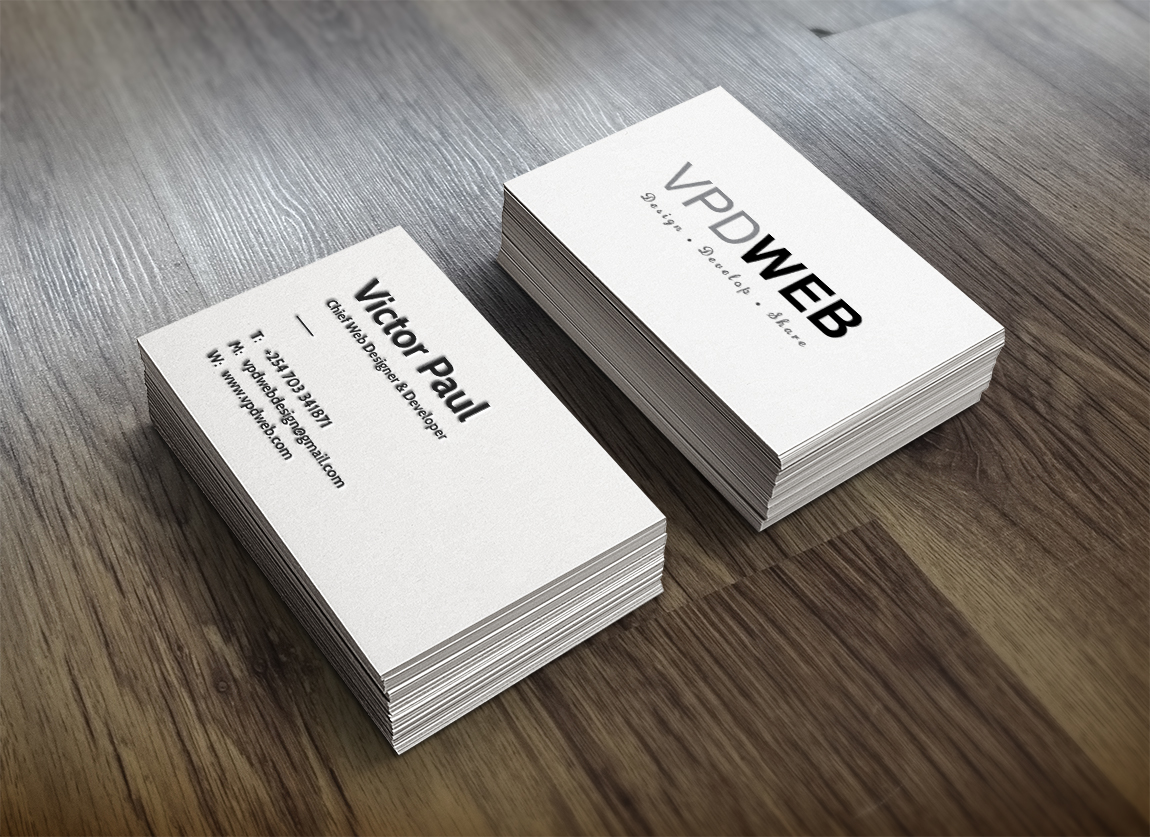 Victor Paul
Chief Web Designer & Developer
T: +254 703 341871
M: vpdwebdesign@gmail.com
W: www.vpdweb.com
VPDWEB
Design • Develop • Share